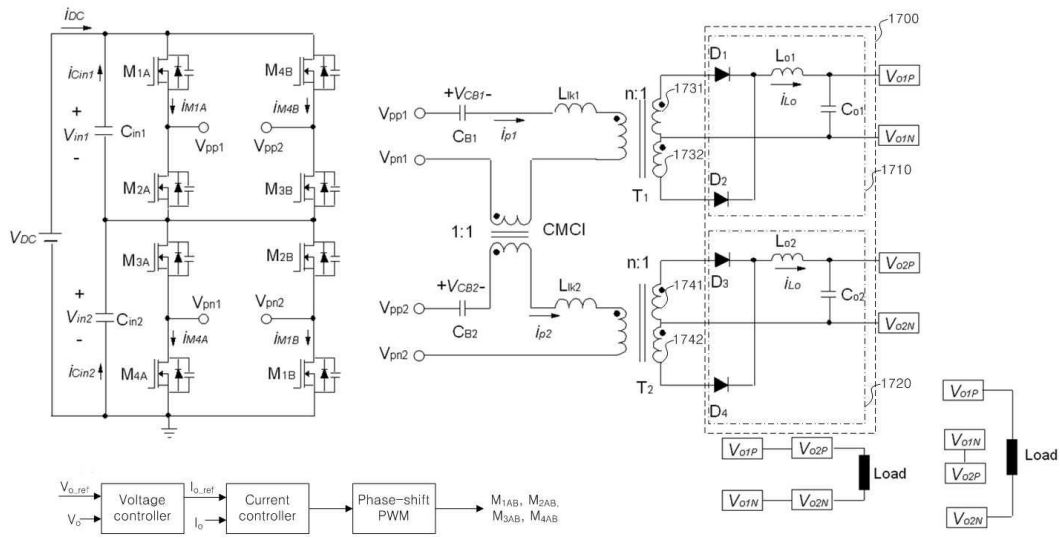 iDC
iCin1
+
Vin1
-
Cin1
M1A
iM1A
Vpp1
M2A
M4B
iM4B
Vpp2
M3B
VDC
M3A
Vpn1
iM4A
M4A
+
Vin2
-
Cin2
iCin2
M2B
Vpn2
iM1B
M1B
Vpp1
+VCB1-
CB1
ip1
Llk1
Vpn1
1:1
CMCI
Vpp2
+VCB2-
CB2
ip2
Llk2
Vpn2
n:1
1731
1732
T1
n:1
1741
1742
T2
1700
D1
Lo1
iLo
Co1
Vo1P
Vo1N
D2
1710
D3
Lo2
iLo
Co2
Vo2P
Vo2N
D4
1720
Vo1P
Vo2P
Load
Vo1N
Vo2N
Vo1P
Vo1N
Vo2P
Load
Vo2N
Vo_ref
Vo
Voltage
controller
Io_ref
Io
Current
controller
Phase-shift
PWM
M1AB, M2AB,
M3AB, M4AB